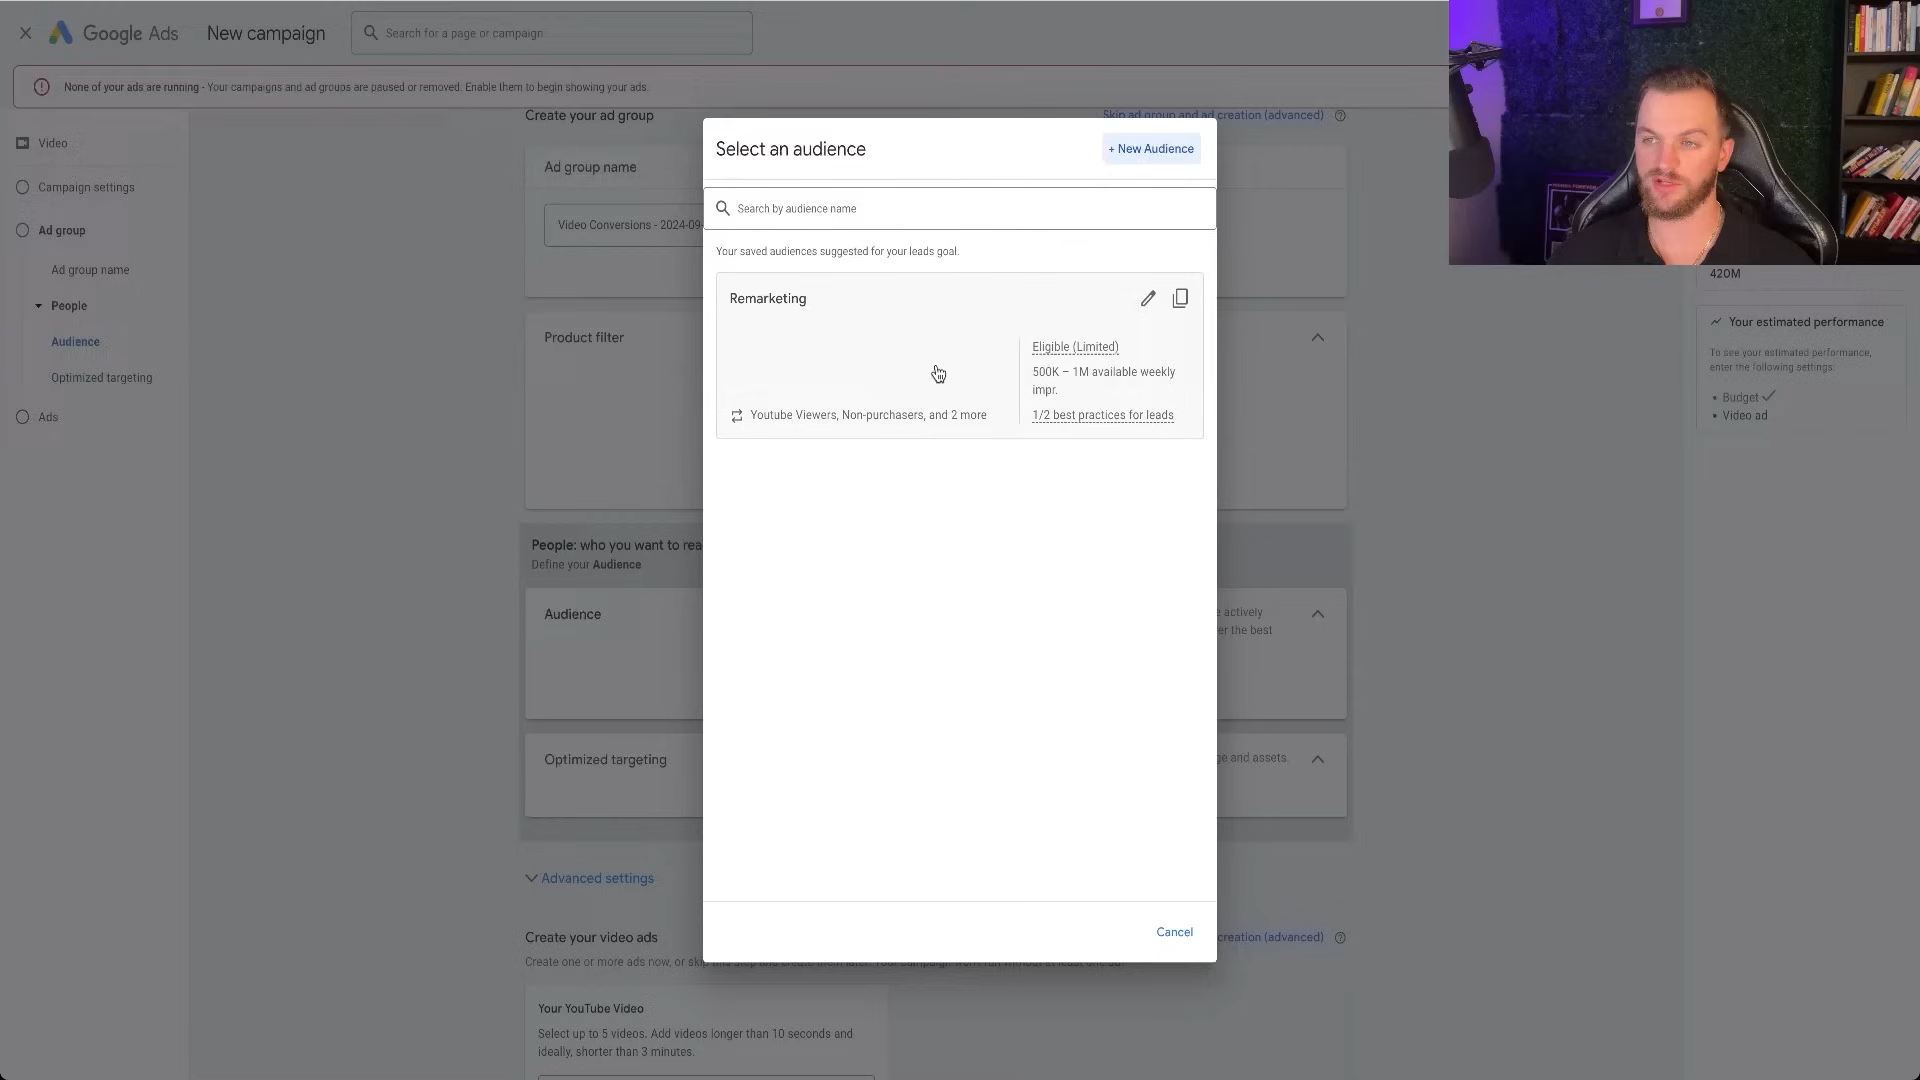 Google Ads
New campaign
Search for a page or campaign
None of your ads are running - Your campaigns and ad groups are paused or removed. Enable them to begin showing your ads.
Video
Campaign settings
Ad group
Ad group name
People
Audience
Optimized targeting
Ads
Create your ad group
Skip ad group and ad creation (advanced)
Ad group name
Video Conversions - 2024-09-
Product filter
People: who you want to rea
Define your Audience
Audience
e actively
er the best
Optimized targeting
ge and assets.
Advanced settings
Create your video ads
creation (advanced)
Create one or more ads now, or skip
Your YouTube Video
Select up to 5 videos. Add videos longer than 10 seconds and
ideally, shorter than 3 minutes.
Select an audience
+ New Audience
Search by audience name
Your saved audiences suggested for your leads goal.
Remarketing
Eligible (Limited)
500K – 1M available weekly
impr.
Youtube Viewers, Non-purchasers, and 2 more
1/2 best practices for leads
Cancel
420M
Your estimated performance
To see your estimated performance,
enter the following settings:
• Budget
• Video ad